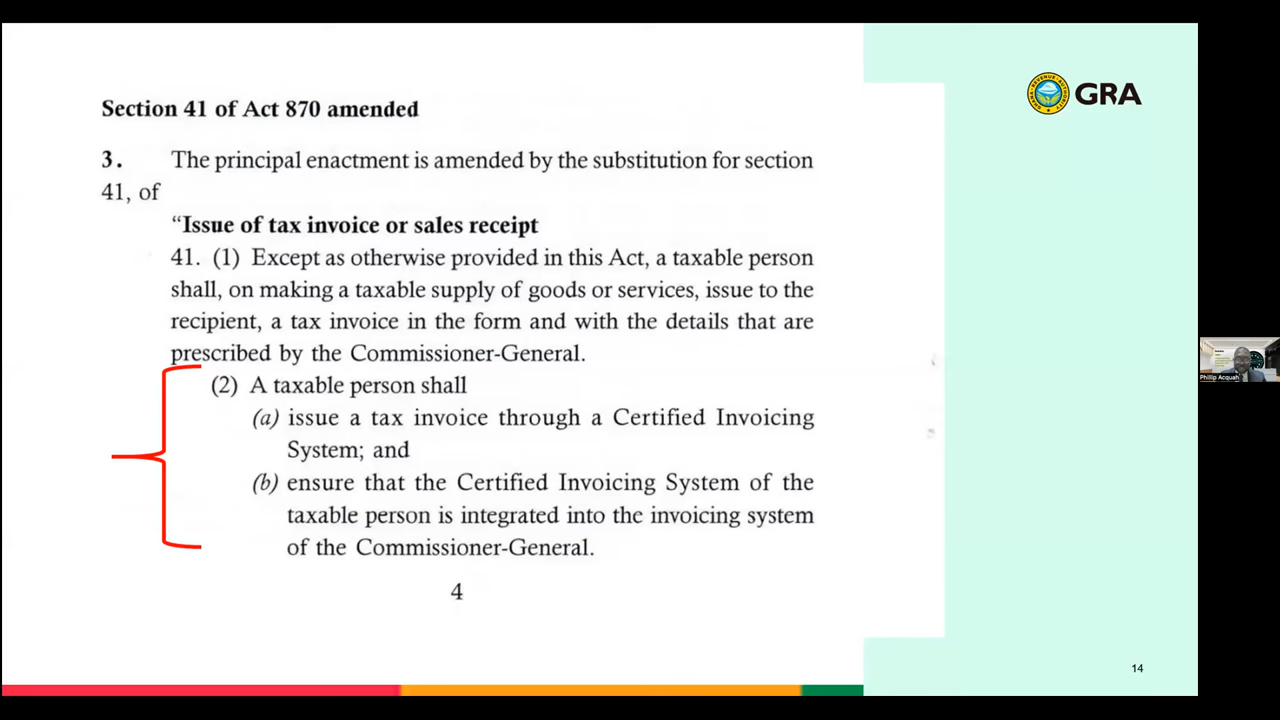 GRA
Section 41 of Act 870 amended
3. The principal enactment is amended by the substitution for section
41, of
“Issue of tax invoice or sales receipt
41. (1) Except as otherwise provided in this Act, a taxable person
shall, on making a taxable supply of goods or services, issue to the
recipient, a tax invoice in the form and with the details that are
prescribed by the Commissioner-General.
(2) A taxable person shall
(a) issue a tax invoice through a Certified Invoicing
System; and
(b) ensure that the Certified Invoicing System of the
taxable person is integrated into the invoicing system
of the Commissioner-General.
4
14
Phillip Acquah